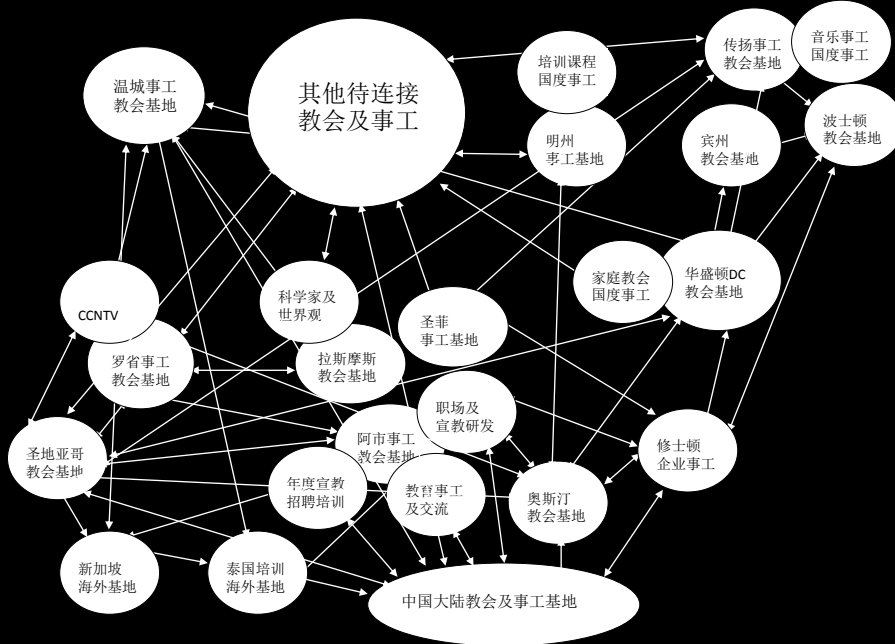 其他待连接
教会及事工
温城事工
教会基地
培训课程
国度事工
传扬事工
教会基地
音乐事工
国度事工
明州
事工基地
宾州
教会基地
波士顿
教会基地
CCNTV
罗省事工
教会基地
科学家及
世界观
拉斯摩斯
教会基地
圣菲
事工基地
家庭教会
国度事工
华盛顿DC
教会基地
圣地亚哥
教会基地
阿市事工
教会基地
职场及
宣教研发
修士顿
企业事工
年度宣教
招聘培训
教育事工
及交流
奥斯汀
教会基地
新加坡
海外基地
泰国培训
海外基地
中国大陆教会及事工基地